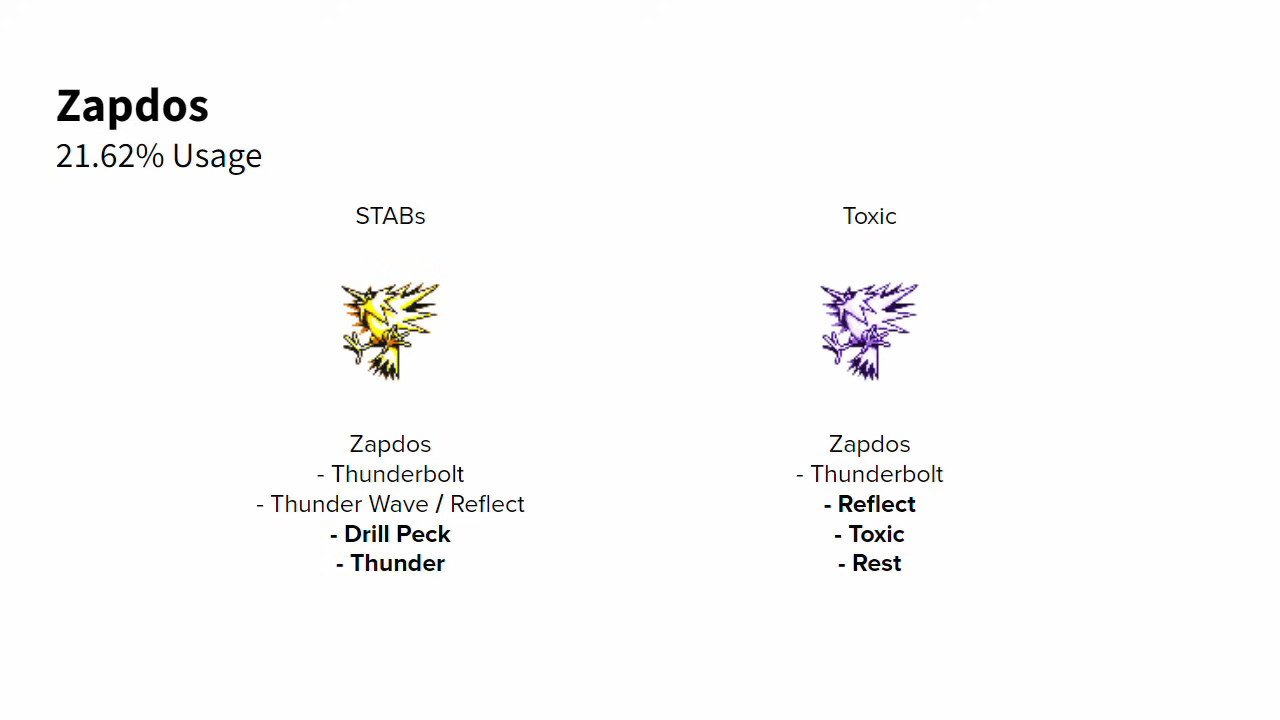 Zapdos
21.62% Usage
STABs
Toxic
Zapdos
- Thunderbolt
- Thunder Wave / Reflect
- Drill Peck
- Thunder
Zapdos
- Thunderbolt
- Reflect
- Toxic
- Rest